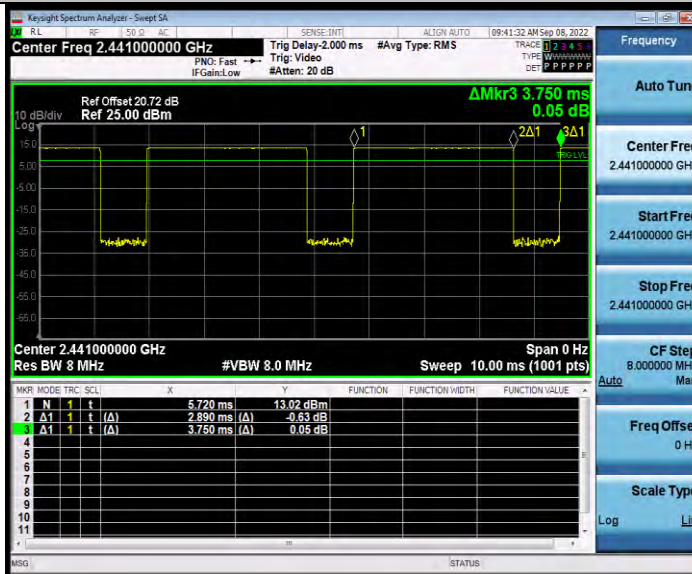 Keysight Spectrum Analyzer - Swept SA
RL RF 50 Ω AC SENSE:INT ALIGN AUTO 09:41:32 AM Sep 08, 2022
Center Freq 2.441000000 GHz
PNO: Fast
IFGain:Low
Trig Delay-2.000 ms
Trig: Video
#Atten: 20 dB
#Avg Type: RMS
TRACE 1 2 3 4 5 6
TYPE W
DET P P P P P P
Frequency
Ref Offset 20.72 dB
10 dB/div Ref 25.00 dBm
Log
ΔMkr3 3.750 ms
0.05 dB
15.0
5.00
-5.00
-15.0
-25.0
-35.0
-45.0
-55.0
-65.0
1
2Δ1
3Δ1
TRIG LVL
Center 2.441000000 GHz Span 0 Hz
Res BW 8 MHz #VBW 8.0 MHz Sweep 10.00 ms (1001 pts)
MKR MODE TRC SCL X Y FUNCTION FUNCTION WIDTH FUNCTION VALUE
1 N 1 t 5.720 ms 13.02 dBm
2 Δ1 1 t (Δ) 2.890 ms (Δ) -0.63 dB
3 Δ1 1 t (Δ) 3.750 ms (Δ) 0.05 dB
4
5
6
7
8
9
10
11
MSG STATUS
Auto Tun
Center Fre
2.441000000 GH
Start Fre
2.441000000 GH
Stop Fre
2.441000000 GH
CF Ste
8.000000 MH
Auto Ma
Freq Offse
0 H
Scale Typ
Log Li